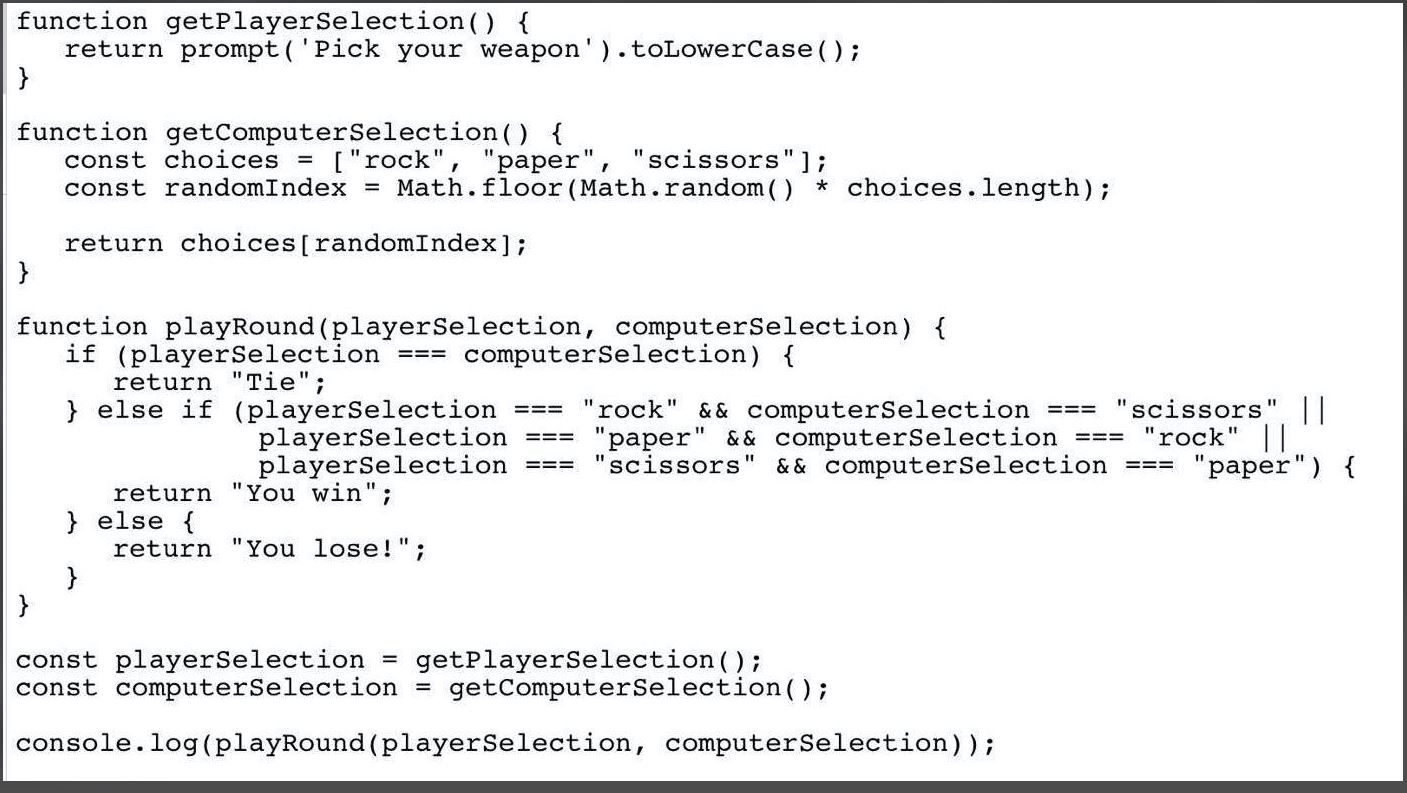 function getPlayerSelection() {
   return prompt('Pick your weapon').toLowerCase();
}

function getComputerSelection() {
   const choices = ["rock", "paper", "scissors"];
   const randomIndex = Math.floor(Math.random() * choices.length);

   return choices[randomIndex];
}

function playRound(playerSelection, computerSelection) {
   if (playerSelection === computerSelection) {
      return "Tie";
   } else if (playerSelection === "rock" && computerSelection === "scissors" ||
               playerSelection === "paper" && computerSelection === "rock" ||
               playerSelection === "scissors" && computerSelection === "paper") {
      return "You win";
   } else {
      return "You lose!";
   }
}

const playerSelection = getPlayerSelection();
const computerSelection = getComputerSelection();

console.log(playRound(playerSelection, computerSelection));